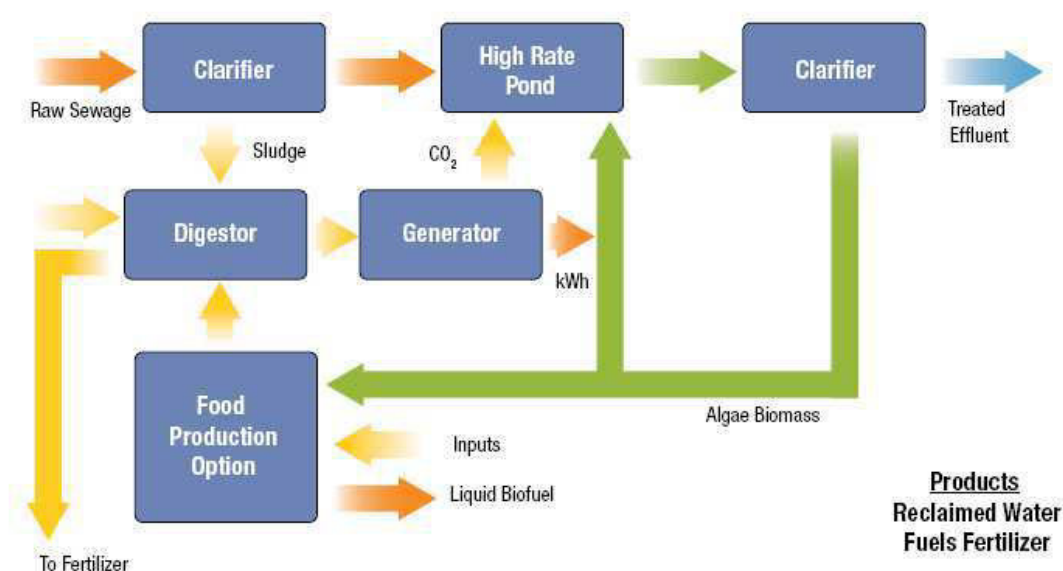 Clarifier
High Rate
Pond
Clarifier
Raw Sewage
Treated
Effluent
Sludge
CO₂
Digestor
Generator
kWh
Food
Production
Option
Algae Biomass
Inputs
Liquid Biofuel
Products
Reclaimed Water
Fuels Fertilizer
To Fertilizer